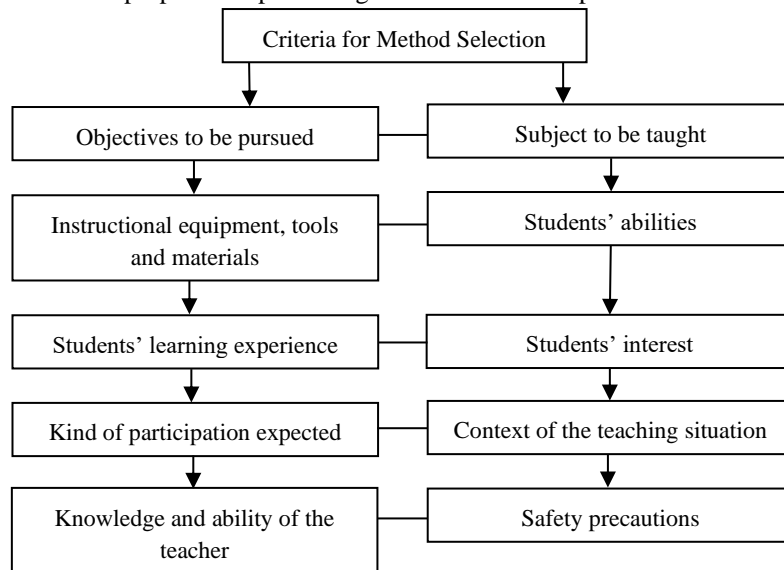 Criteria for Method Selection
Objectives to be pursued
Subject to be taught
Instructional equipment, tools
and materials
Students’ abilities
Students’ learning experience
Students’ interest
Kind of participation expected
Context of the teaching situation
Knowledge and ability of the
teacher
Safety precautions